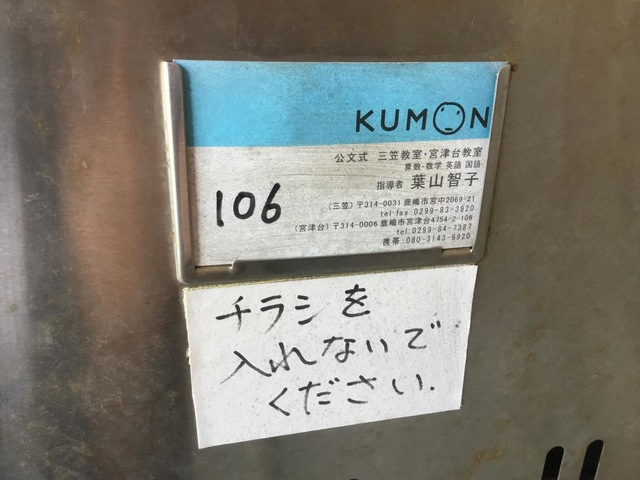 KUMON
公文式 三笠教室・宮津台教室
算数・数学 英語 国語
指導者 葉山智子
106
(三笠)〒314-0031 鹿嶋市宮中2069-21
tel・fax.0299-83-3920
(宮津台)〒314-0006 鹿嶋市宮津台4754-2-106
tel:0299-84-7387
携帯:080-3143-6920
チラシを
入れないで
ください.